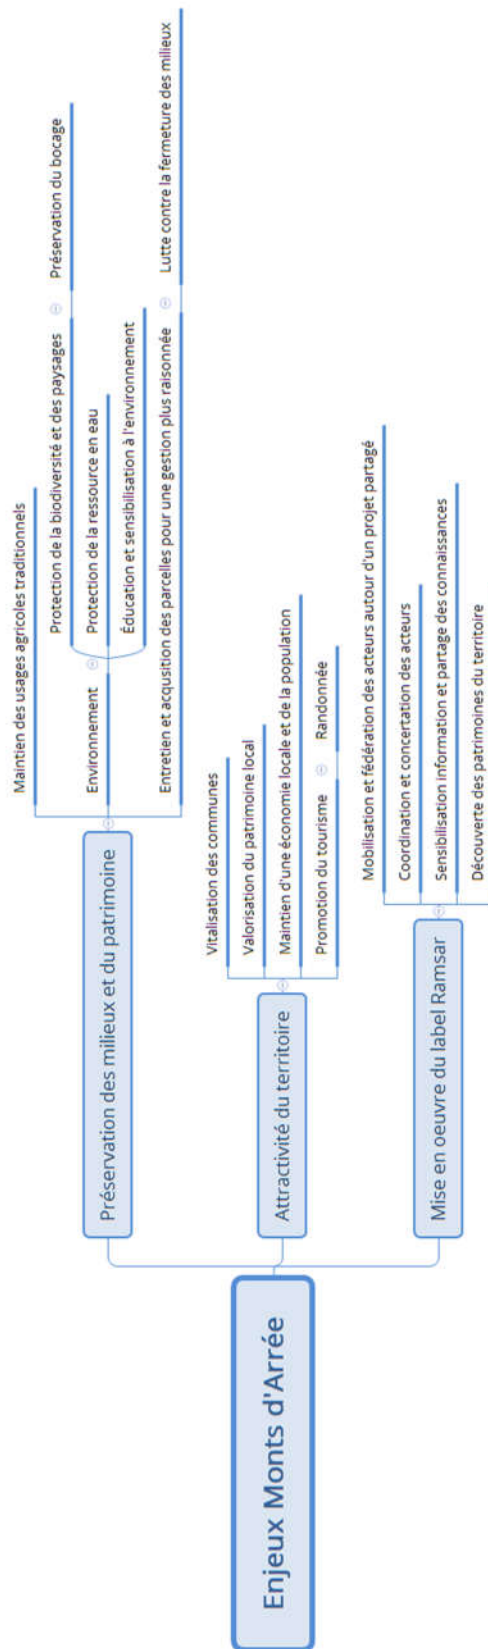 Enjeux Monts d'Arrée
Préservation des milieux et du patrimoine
Maintien des usages agricoles traditionnels
Environnement
Protection de la biodiversité et des paysages
Préservation du bocage
Protection de la ressource en eau
Éducation et sensibilisation à l'environnement
Entretien et acqusition des parcelles pour une gestion plus raisonnée
Lutte contre la fermeture des milieux
Attractivité du territoire
Vitalisation des communes
Valorisation du patrimoine local
Maintien d'une économie locale et de la population
Promotion du tourisme
Randonnée
Mise en oeuvre du label Ramsar
Mobilisation et fédération des acteurs autour d'un projet partagé
Coordination et concertation des acteurs
Sensibilisation information et partage des connaissances
Découverte des patrimoines du territoire